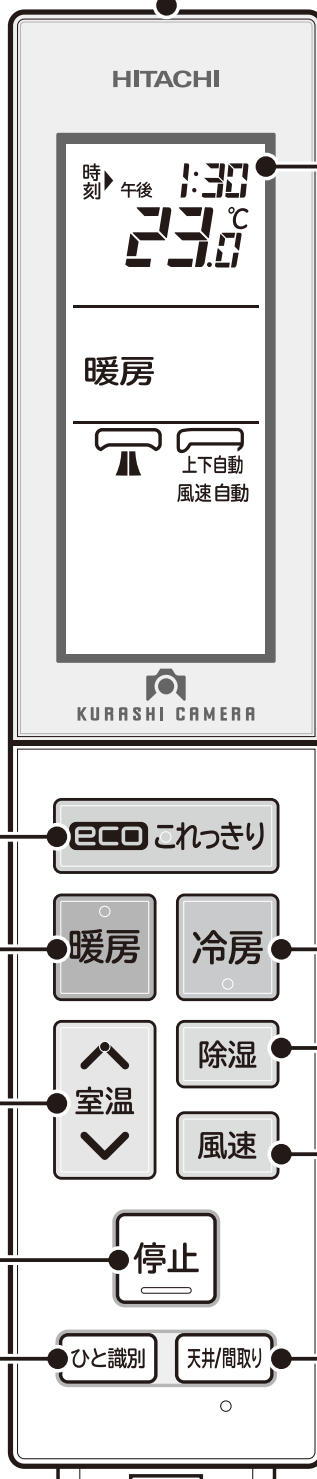 HITACHI
時刻 午後 1:30
23.0℃
暖房
上下自動
風速自動
KURASHI CAMERA
eco これっきり
暖房 冷房
室温 除湿
風速
停止
ひと識別 天井/間取り